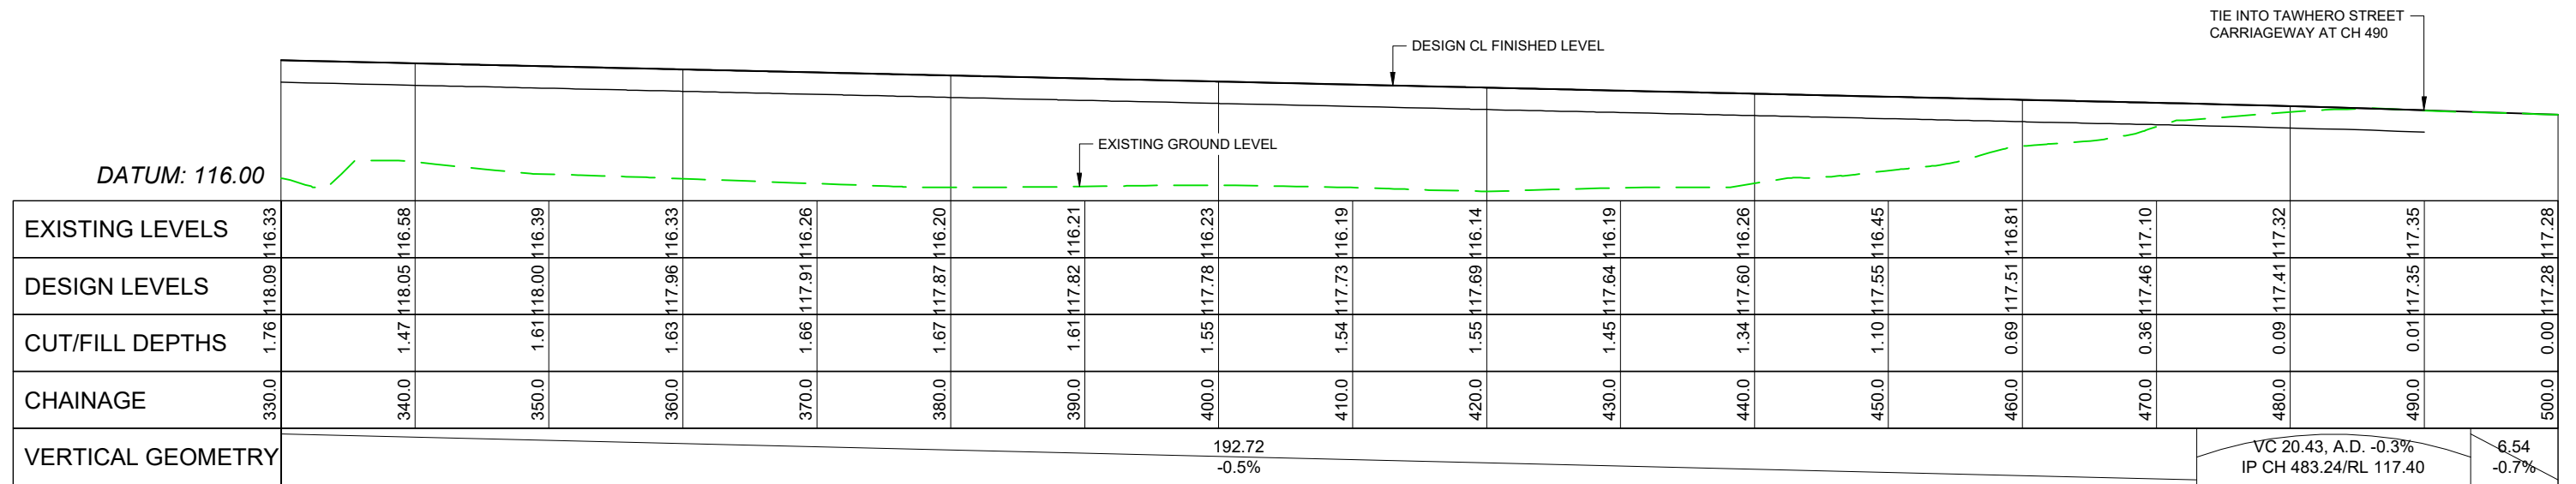 TIE INTO TAWHERO STREET
CARRIAGEWAY AT CH 490
DESIGN CL FINISHED LEVEL
EXISTING GROUND LEVEL
DATUM: 116.00
EXISTING LEVELS 116.33 116.58 116.39 116.33 116.26 116.20 116.21 116.23 116.19 116.14 116.19 116.26 116.45 116.81 117.10 117.32 117.35 117.28
DESIGN LEVELS 118.09 118.05 118.00 117.96 117.91 117.87 117.82 117.78 117.73 117.69 117.64 117.60 117.55 117.51 117.46 117.41 117.35 117.28
CUT/FILL DEPTHS 1.76 1.47 1.61 1.63 1.66 1.67 1.61 1.55 1.54 1.55 1.45 1.34 1.10 0.69 0.36 0.09 0.01 0.00
CHAINAGE 330.0 340.0 350.0 360.0 370.0 380.0 390.0 400.0 410.0 420.0 430.0 440.0 450.0 460.0 470.0 480.0 490.0 500.0
VERTICAL GEOMETRY
192.72
-0.5%
VC 20.43, A.D. -0.3%
IP CH 483.24/RL 117.40
6.54
-0.7%